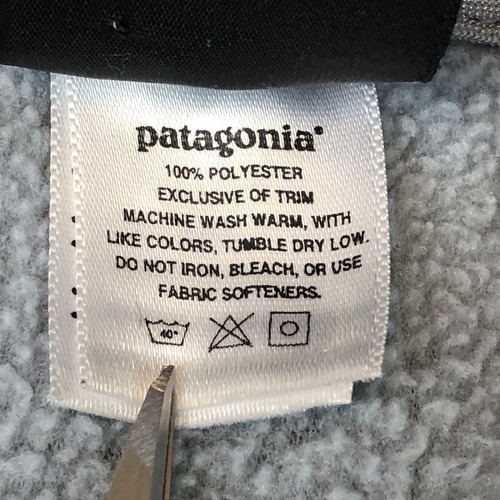 patagonia®
100% POLYESTER
EXCLUSIVE OF TRIM
MACHINE WASH WARM, WITH
LIKE COLORS, TUMBLE DRY LOW.
DO NOT IRON, BLEACH, OR USE
FABRIC SOFTENERS.
40°